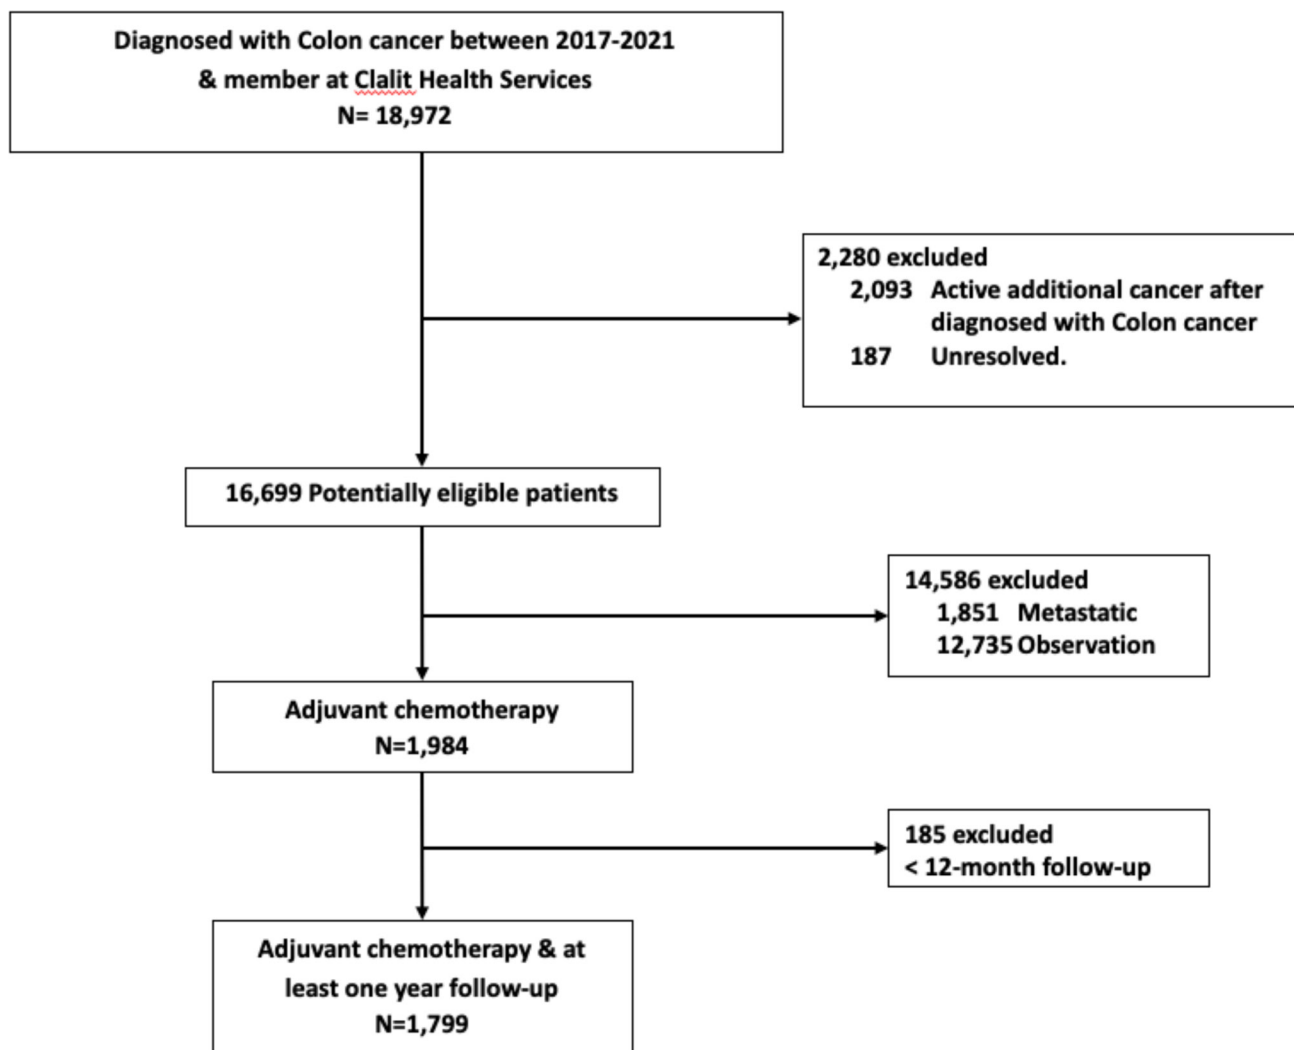 Diagnosed with Colon cancer between 2017-2021
& member at Clalit Health Services
N= 18,972
2,280 excluded
2,093 Active additional cancer after
diagnosed with Colon cancer
187 Unresolved.
16,699 Potentially eligible patients
14,586 excluded
1,851 Metastatic
12,735 Observation
Adjuvant chemotherapy
N=1,984
185 excluded
< 12-month follow-up
Adjuvant chemotherapy & at
least one year follow-up
N=1,799